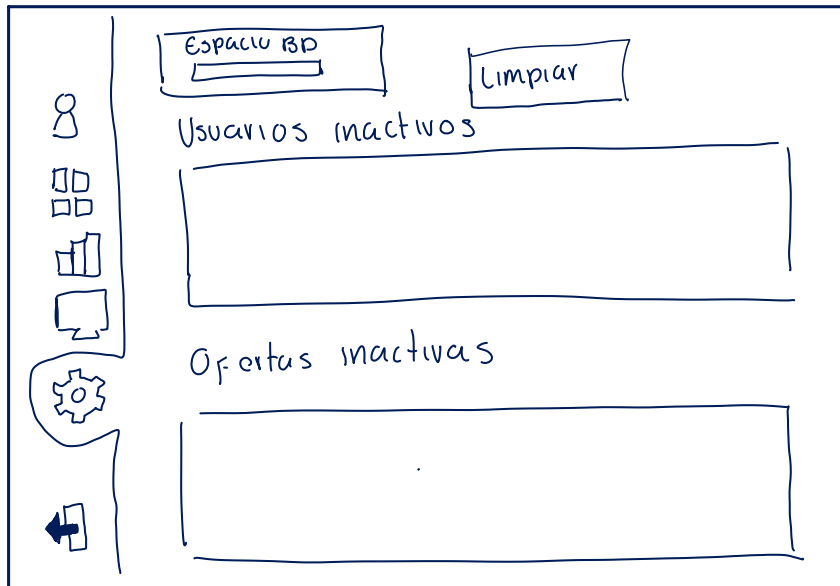 Espacio BD
Limpiar
Usuarios inactivos
Ofertas inactivas